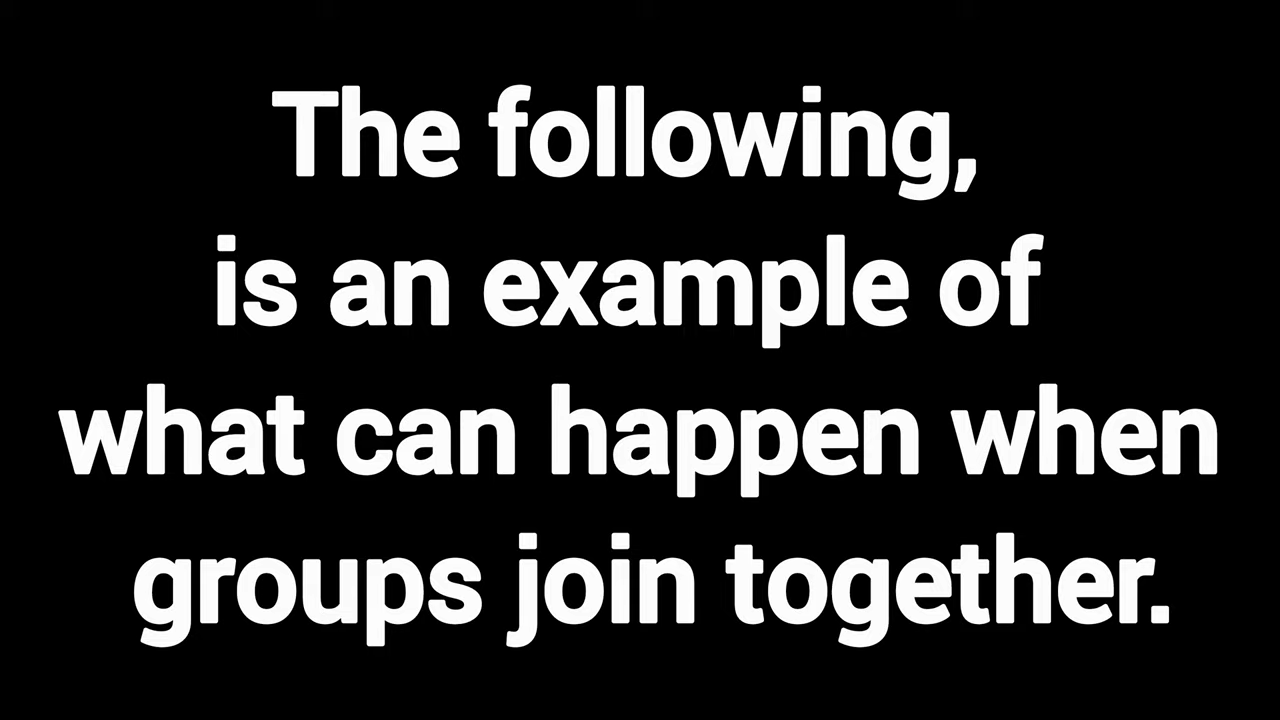 The following,
is an example of
what can happen when
groups join together.